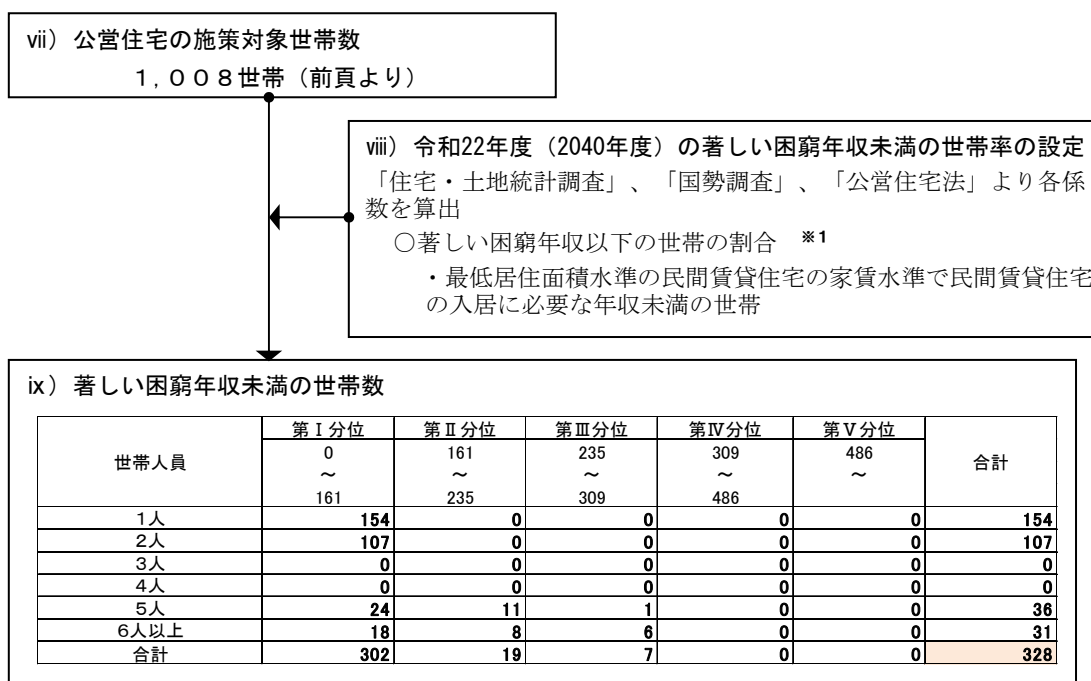 ⅶ）公営住宅の施策対象世帯数
１，００８世帯（前頁より）
ⅷ）令和22年度（2040年度）の著しい困窮年収未満の世帯率の設定
「住宅・土地統計調査」、「国勢調査」、「公営住宅法」より各係
数を算出
○著しい困窮年収以下の世帯の割合 ※1
・最低居住面積水準の民間賃貸住宅の家賃水準で民間賃貸住宅
の入居に必要な年収未満の世帯
ⅸ）著しい困窮年収未満の世帯数
世帯人員 第Ⅰ分位 第Ⅱ分位 第Ⅲ分位 第Ⅳ分位 第Ⅴ分位 合計
0 161 235 309 486
～ ～ ～ ～ ～
161 235 309 486
1人 154 0 0 0 0 154
2人 107 0 0 0 0 107
3人 0 0 0 0 0 0
4人 0 0 0 0 0 0
5人 24 11 1 0 0 36
6人以上 18 8 6 0 0 31
合計 302 19 7 0 0 328